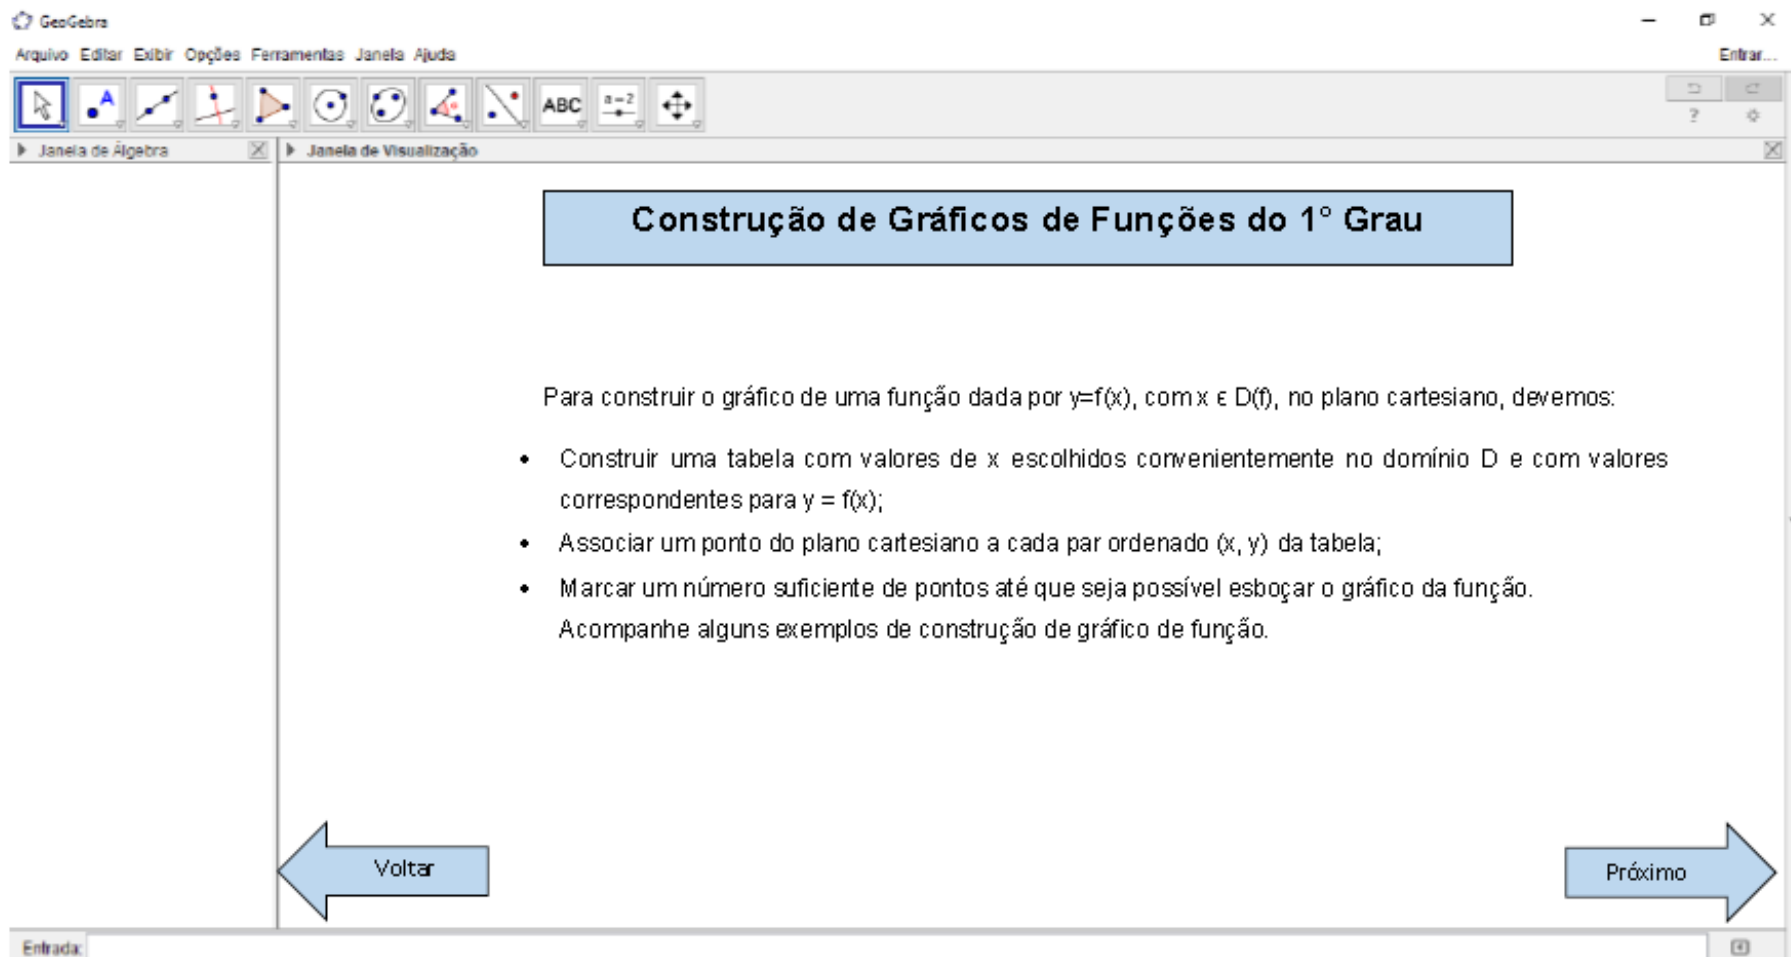 GeoGebra
Arquivo Editar Exibir Opções Ferramentas Janela Ajuda
Entrar...
A
ABC
a=2
?
Janela de Álgebra
Janela de Visualização
Construção de Gráficos de Funções do 1° Grau
Para construir o gráfico de uma função dada por y=f(x), com x ε D(f), no plano cartesiano, devemos:
• Construir uma tabela com valores de x escolhidos convenientemente no domínio D e com valores
correspondentes para y = f(x);
• Associar um ponto do plano cartesiano a cada par ordenado (x, y) da tabela;
• Marcar um número suficiente de pontos até que seja possível esboçar o gráfico da função.
Acompanhe alguns exemplos de construção de gráfico de função.
Voltar
Próximo
Entrada: